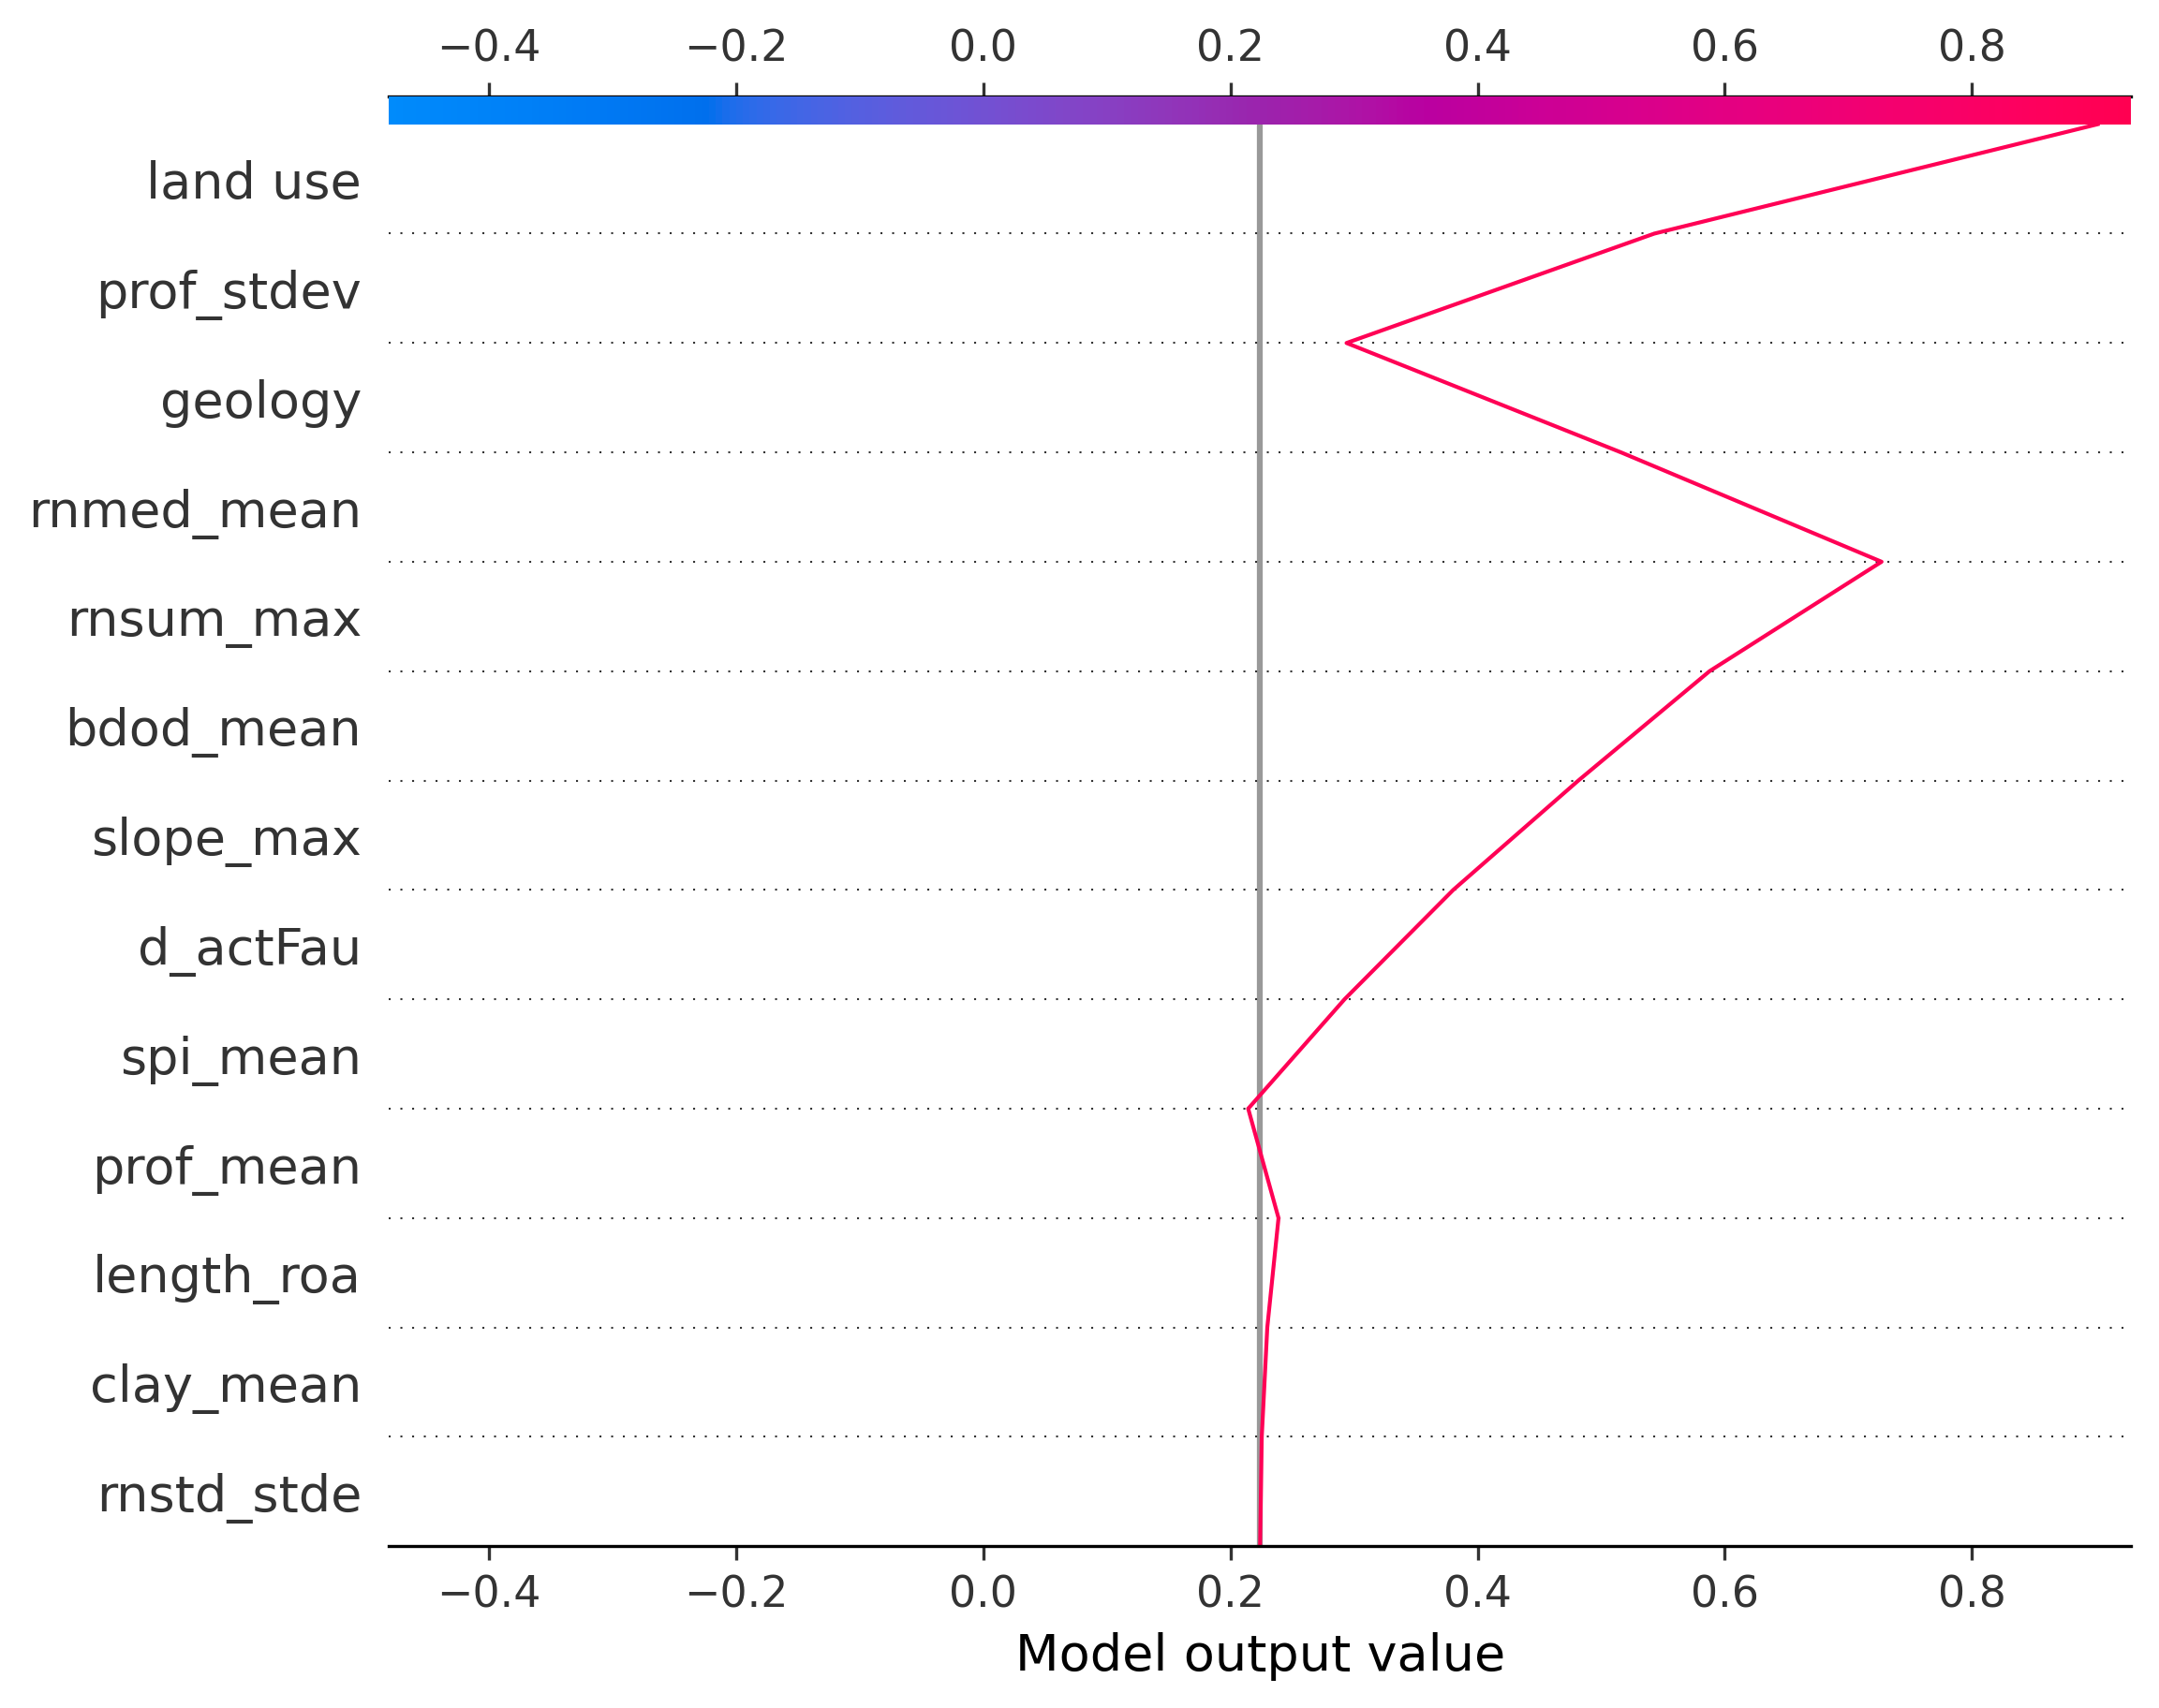 −0.4 −0.2 0.0 0.2 0.4 0.6 0.8
land use
prof_stdev
geology
rnmed_mean
rnsum_max
bdod_mean
slope_max
d_actFau
spi_mean
prof_mean
length_roa
clay_mean
rnstd_stde
−0.4 −0.2 0.0 0.2 0.4 0.6 0.8
Model output value